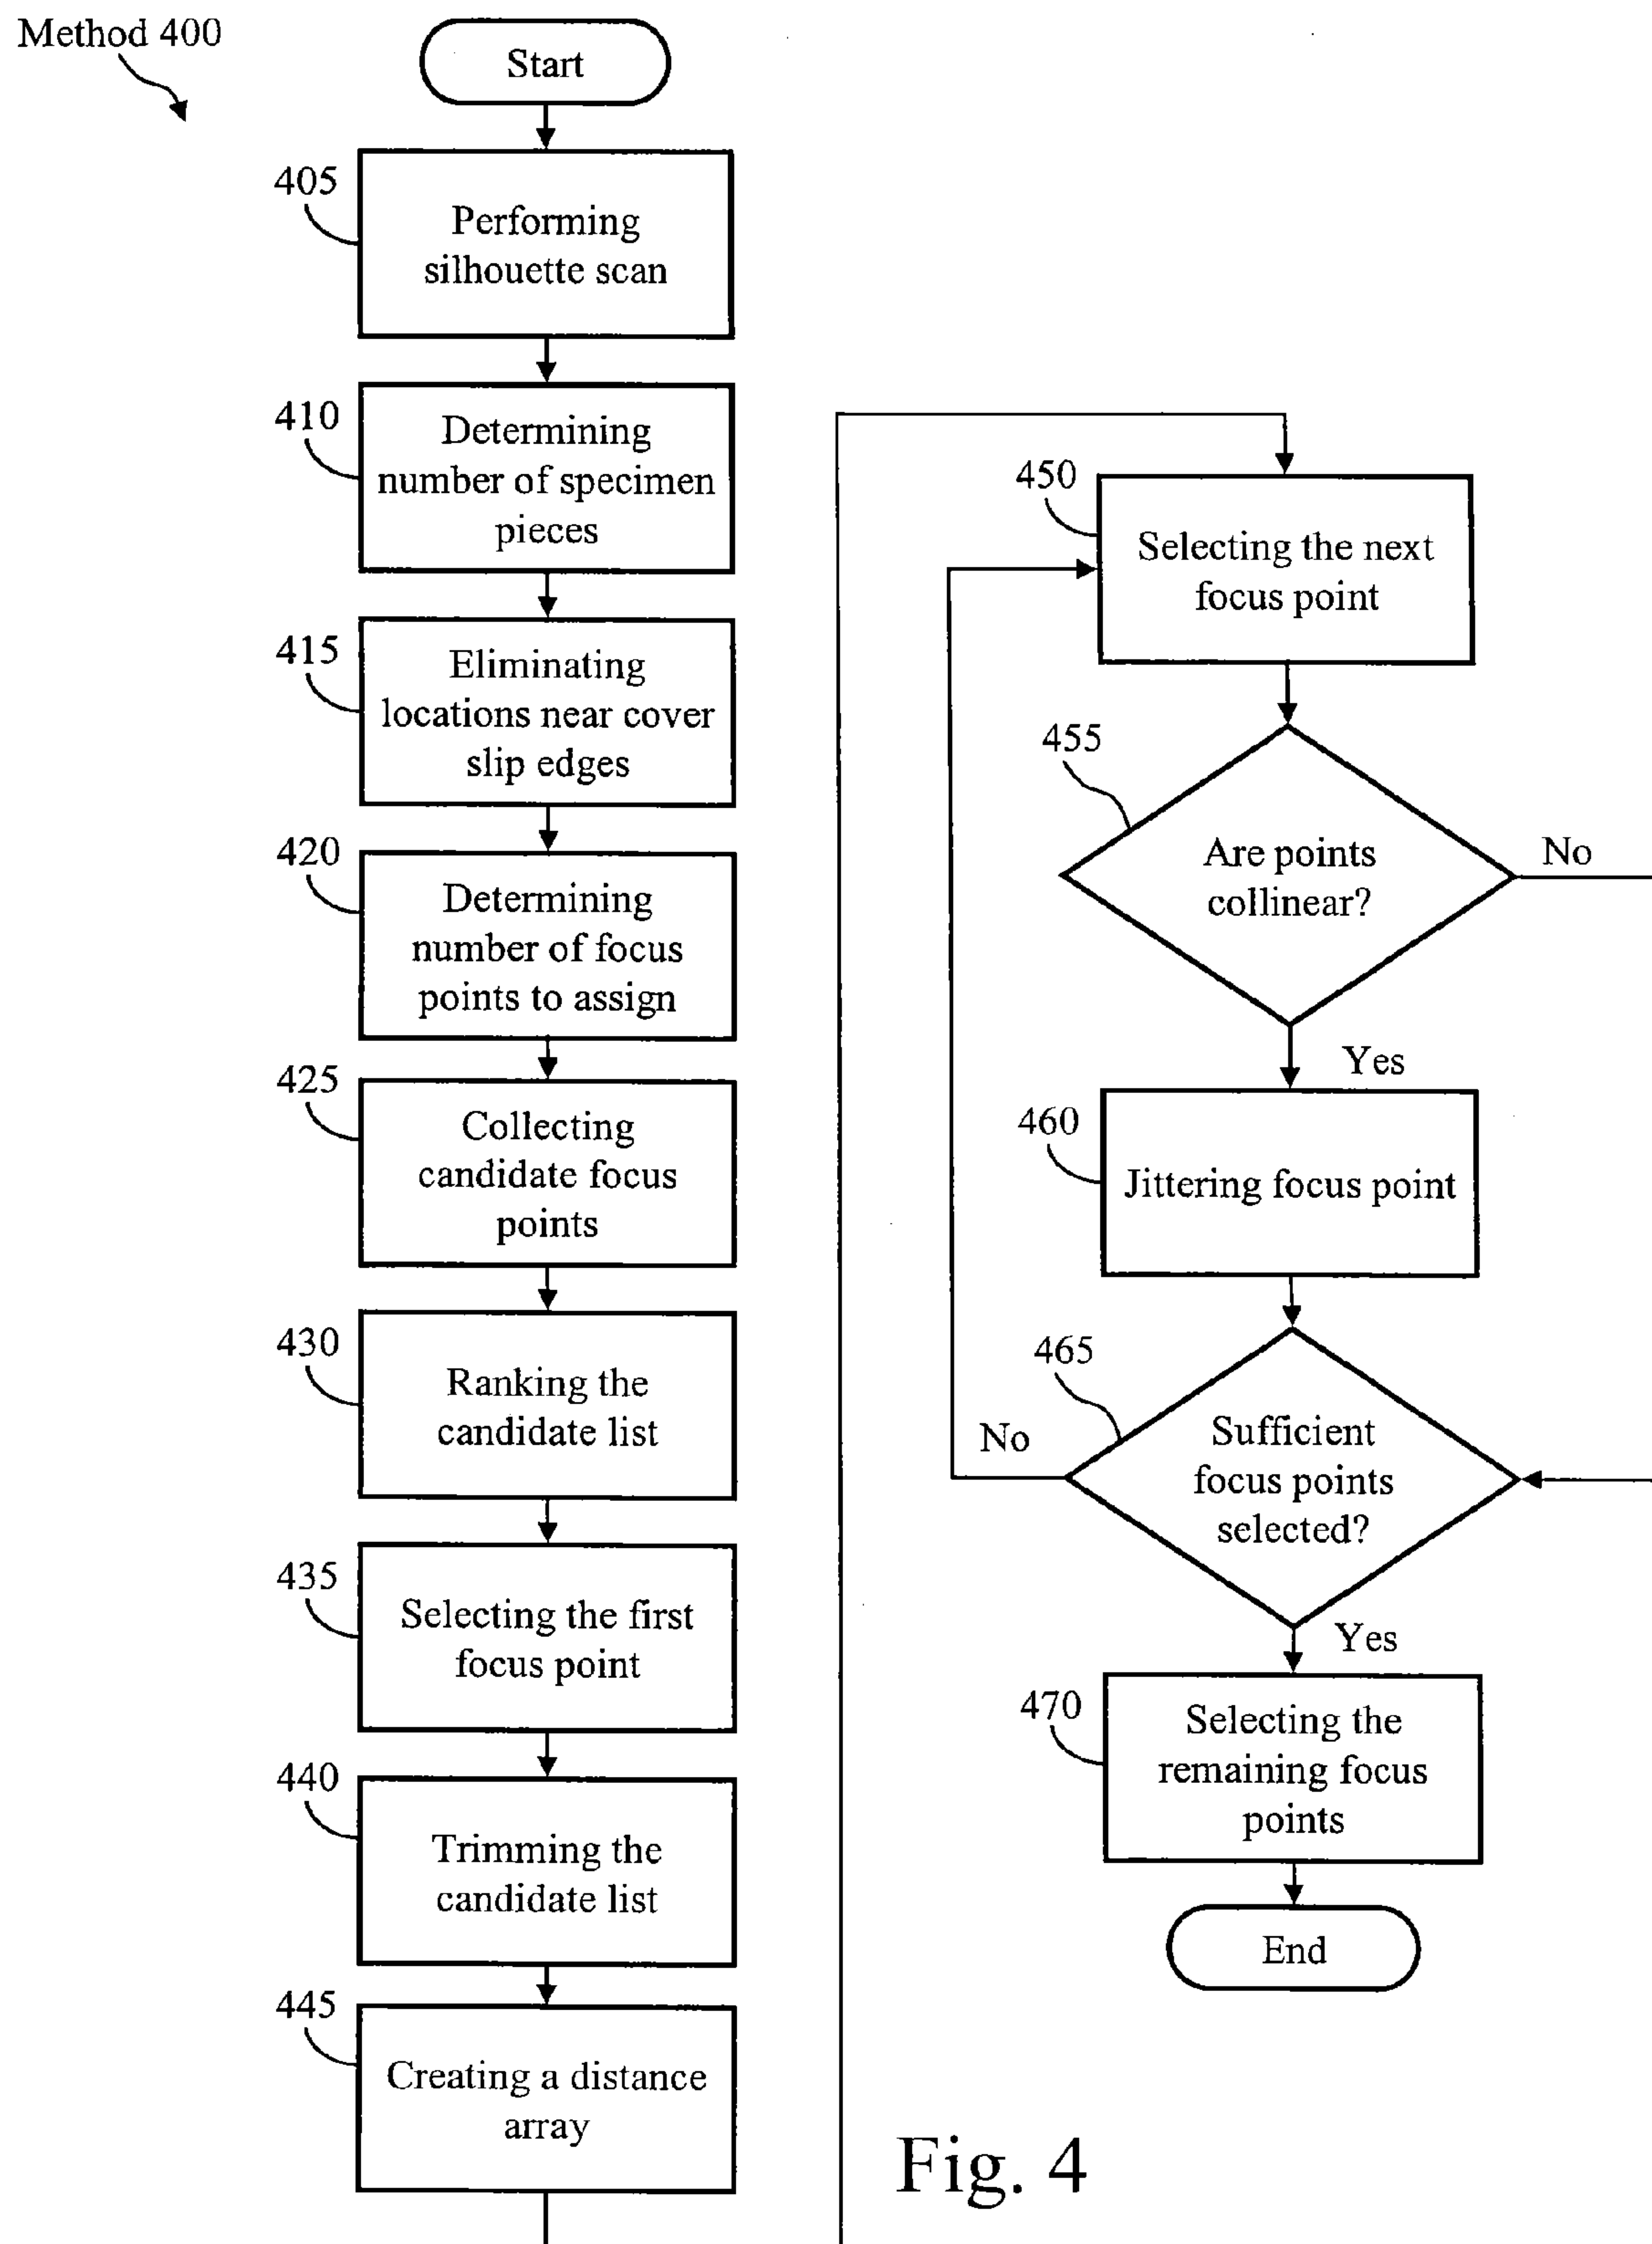 Method 400
Start
405
Performing
silhouette scan
410
Determining
number of specimen
pieces
415
Eliminating
locations near cover
slip edges
420
Determining
number of focus
points to assign
425
Collecting
candidate focus
points
430
Ranking the
candidate list
435
Selecting the first
focus point
440
Trimming the
candidate list
445
Creating a distance
array
450
Selecting the next
focus point
455
Are points
collinear?
No
Yes
460
Jittering focus point
465
Sufficient
focus points
selected?
No
Yes
470
Selecting the
remaining focus
points
End
Fig. 4